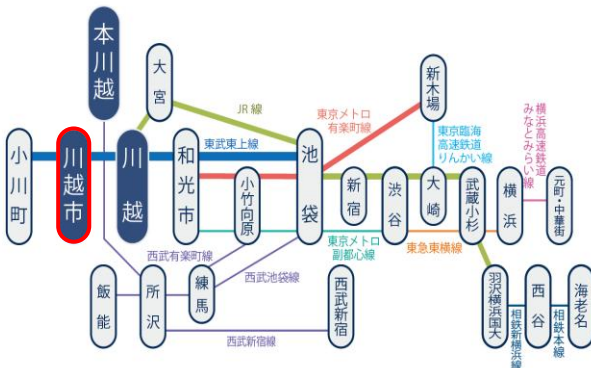 本川越
大宮
新木場
JR線
東京メトロ
有楽町線
横浜高速鉄道
みなとみらい線
東京臨海
高速鉄道
りんかい線
小川町
川越市
川越
和光市
東武東上線
池袋
小竹向原
新宿
渋谷
大崎
武蔵小杉
横浜
元町・中華街
東京メトロ
副都心線
東急東横線
西武有楽町線
西武池袋線
飯能
所沢
練馬
西武新宿
西武新宿線
羽沢横浜国大
相鉄新横浜線
西谷
相鉄本線
海老名